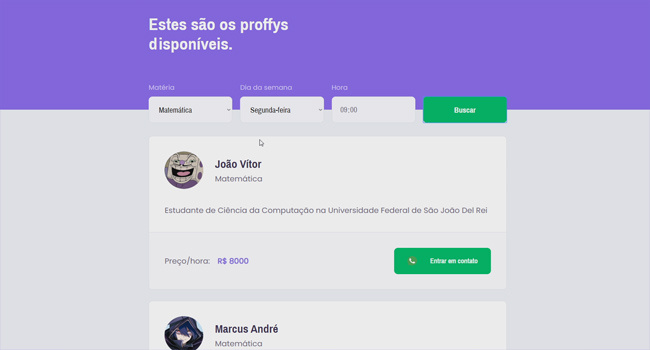 Estes são os proffys
disponíveis.
Matéria Dia da semana Hora
Matemática Segunda-feira 09:00 Buscar
João Vítor
Matemática
Estudante de Ciência da Computação na Universidade Federal de São João Del Rei
Preço/hora: R$ 8000 Entrar em contato
Marcus André
Matemática